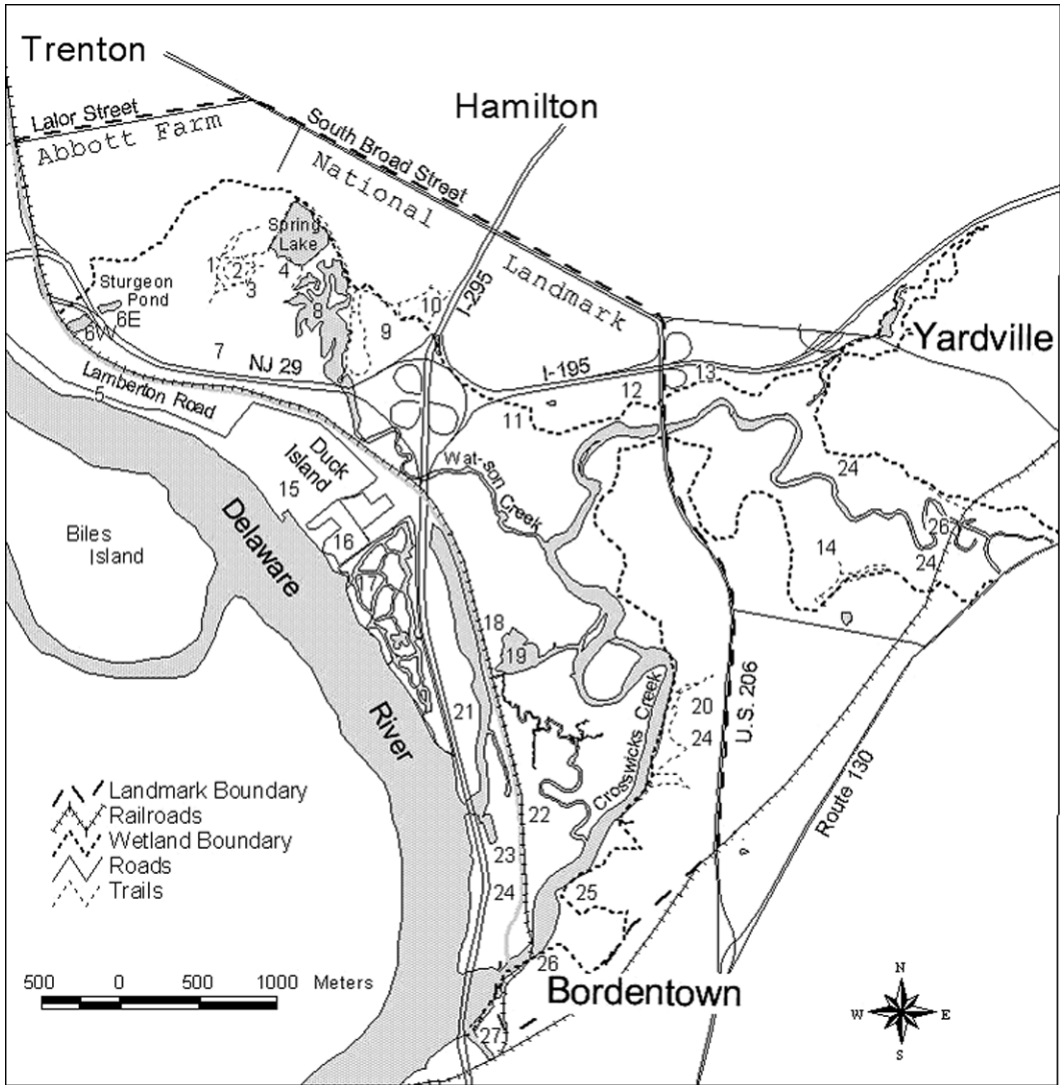 Trenton
Hamilton
Lalor Street
Abbott Farm
South Broad Street
National
Landmark
Spring
Lake
I-295
1
2
3
4
10
Sturgeon
Pond
6E
6W
8
9
Yardville
7
NJ 29
I-195
13
12
11
Lamberton Road
5
Duck
Island
Wat-son Creek
24
15
16
Delaware
River
Biles
Island
26
14
24
18
19
21
20
24
Crosswicks Creek
U.S. 206
Route 130
Landmark Boundary
Railroads
Wetland Boundary
Roads
Trails
22
23
24
25
500 0 500 1000 Meters
26
Bordentown
27
N
W E
S